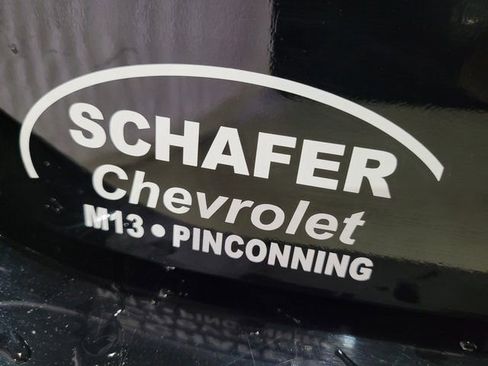 SCHAFER
Chevrolet
M13 • PINCONNING